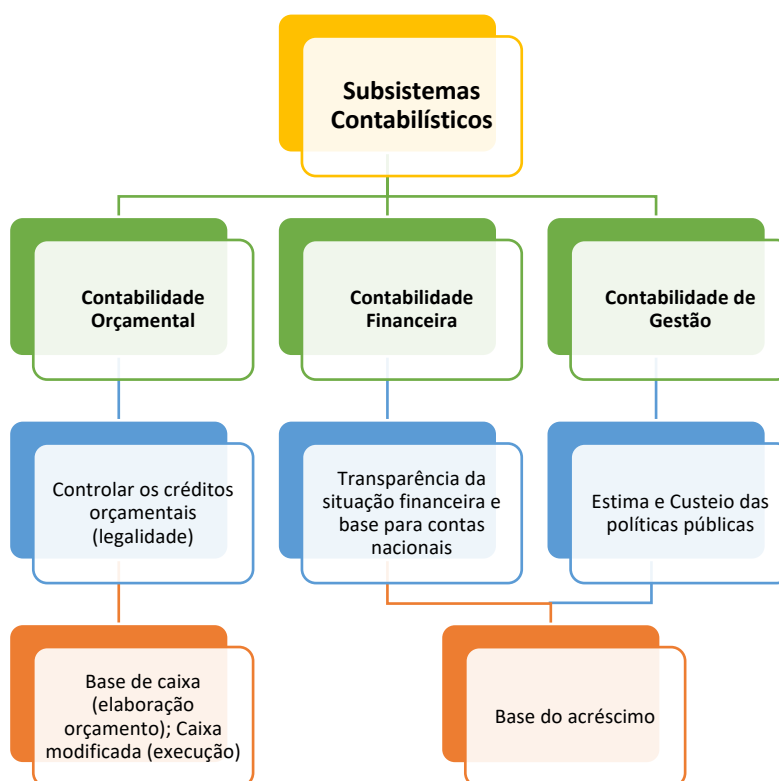 Subsistemas
Contabilísticos
Contabilidade
Orçamental
Contabilidade
Financeira
Contabilidade de
Gestão
Controlar os créditos
orçamentais
(legalidade)
Transparência da
situação financeira e
base para contas
nacionais
Estima e Custeio das
políticas públicas
Base de caixa
(elaboração
orçamento); Caixa
modificada (execução)
Base do acréscimo